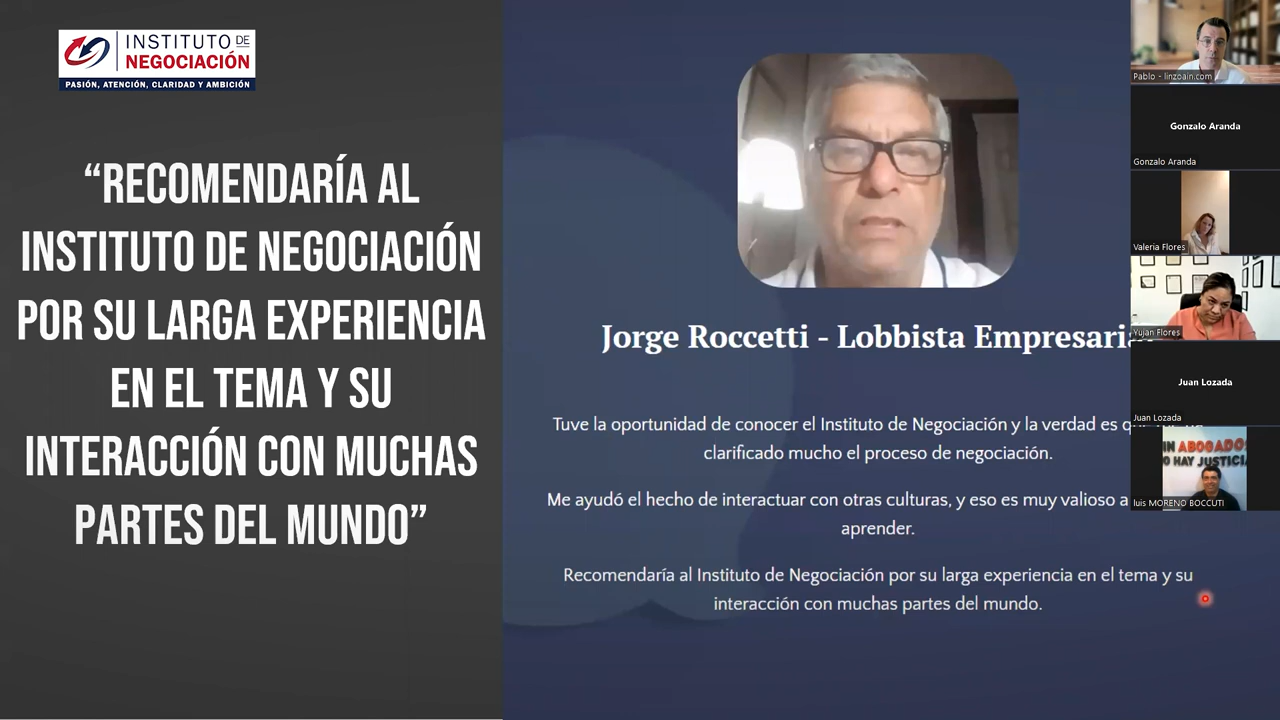 INSTITUTO DE
NEGOCIACIÓN
PASIÓN, ATENCIÓN, CLARIDAD Y AMBICIÓN
“RECOMENDARÍA AL
INSTITUTO DE NEGOCIACIÓN
POR SU LARGA EXPERIENCIA
EN EL TEMA Y SU
INTERACCIÓN CON MUCHAS
PARTES DEL MUNDO”
Jorge Roccetti - Lobbista
Tuve la oportunidad de conocer el Instituto de Negociación y la verdad es
clarificado mucho el proceso de negociación.
Me ayudó el hecho de interactuar con otras culturas, y eso es muy valioso
aprender.
Recomendaría al Instituto de Negociación por su larga experiencia en el tema y su
interacción con muchas partes del mundo.
Pablo - linzoain.com
Gonzalo Aranda
Gonzalo Aranda
Valeria Flores
Yujan Flores
Juan Lozada
Juan Lozada
ABOGADOS
HAY JUSTICIA
luis MORENO BOCCUTI